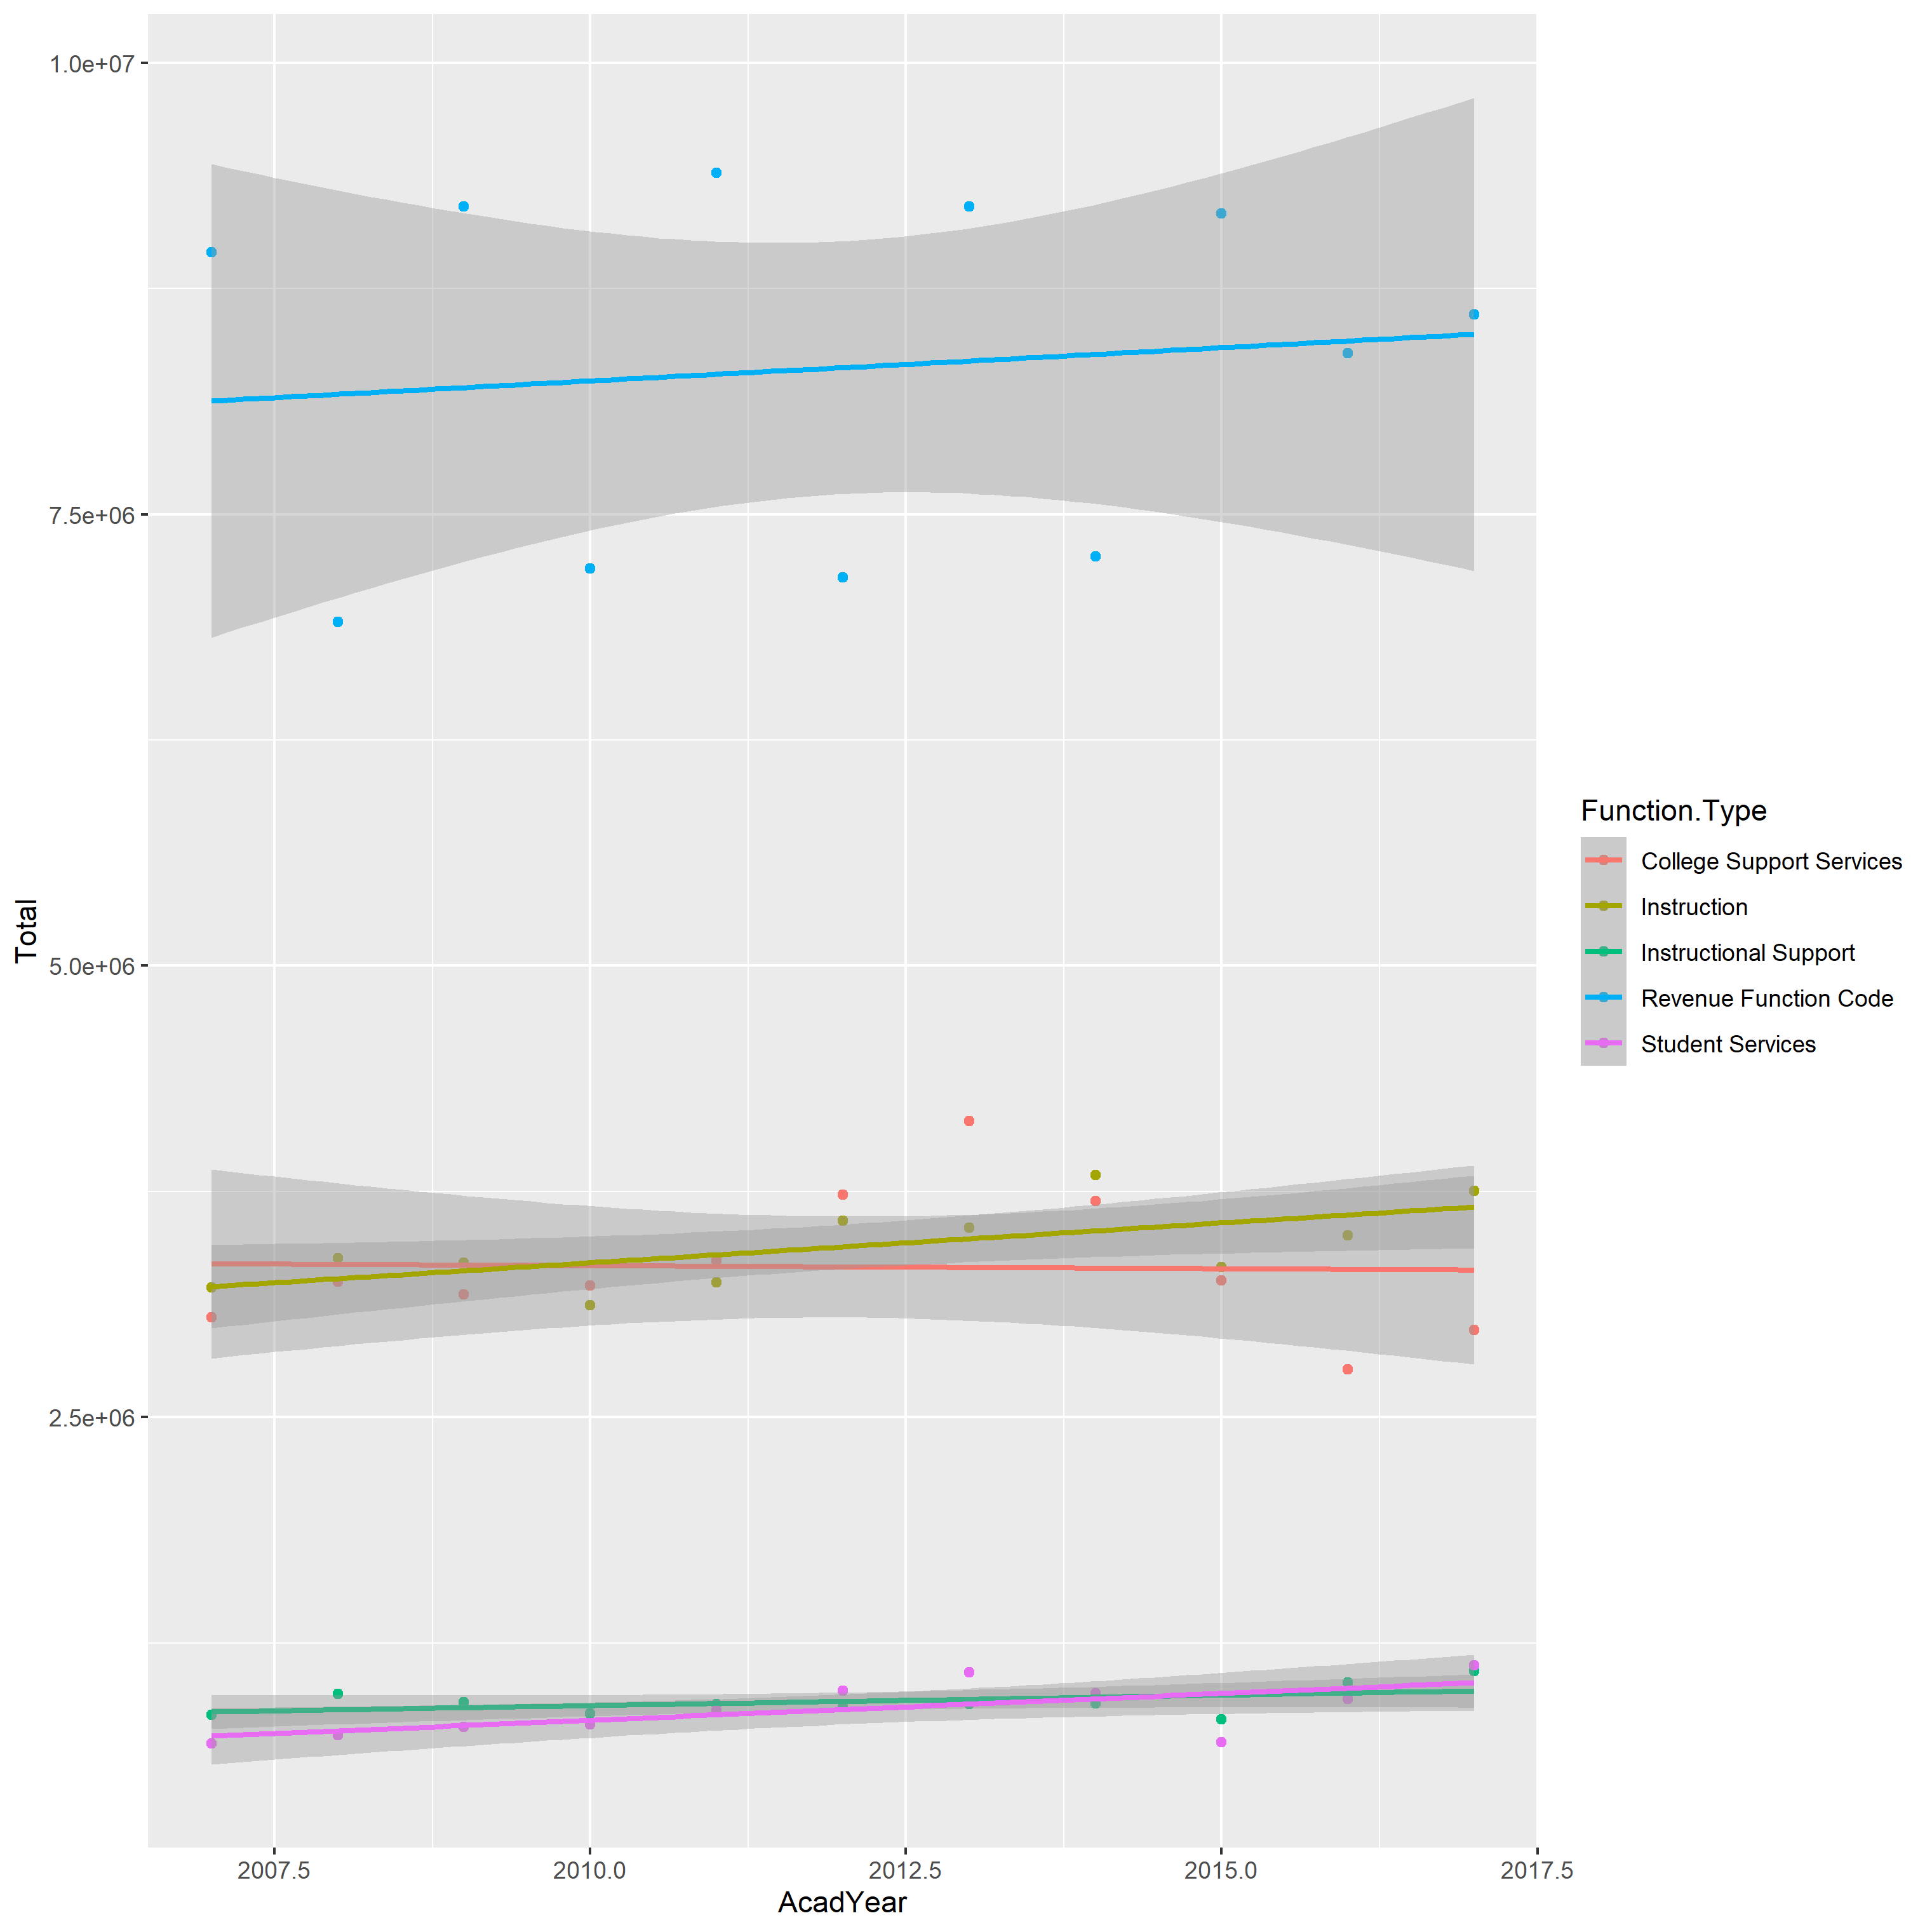 1.0e+07
7.5e+06
5.0e+06
2.5e+06
Total
2007.5
2010.0
2012.5
2015.0
2017.5
AcadYear
Function.Type
College Support Services
Instruction
Instructional Support
Revenue Function Code
Student Services